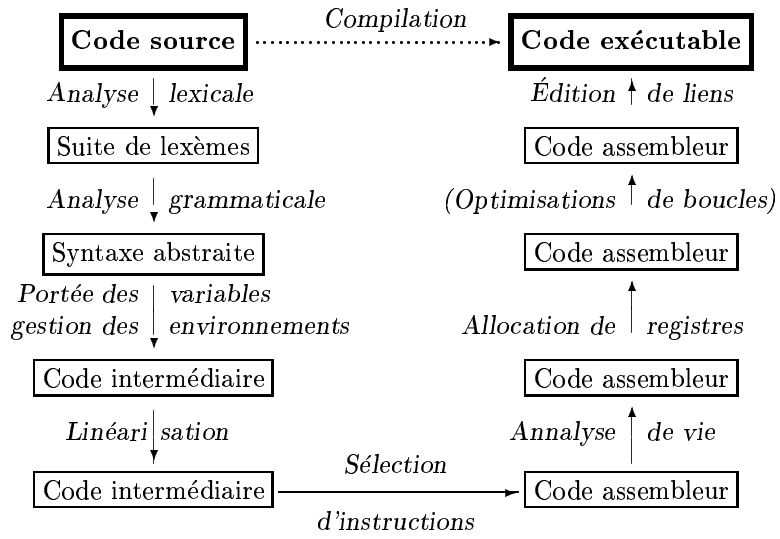 Compilation
Code source
Code exécutable
Analyse lexicale
Édition de liens
Suite de lexèmes
Code assembleur
Analyse grammaticale
(Optimisations de boucles)
Syntaxe abstraite
Code assembleur
Portée des variables
gestion des environnements
Allocation de registres
Code intermédiaire
Code assembleur
Linéarisation
Annalyse de vie
Sélection
Code intermédiaire
Code assembleur
d'instructions